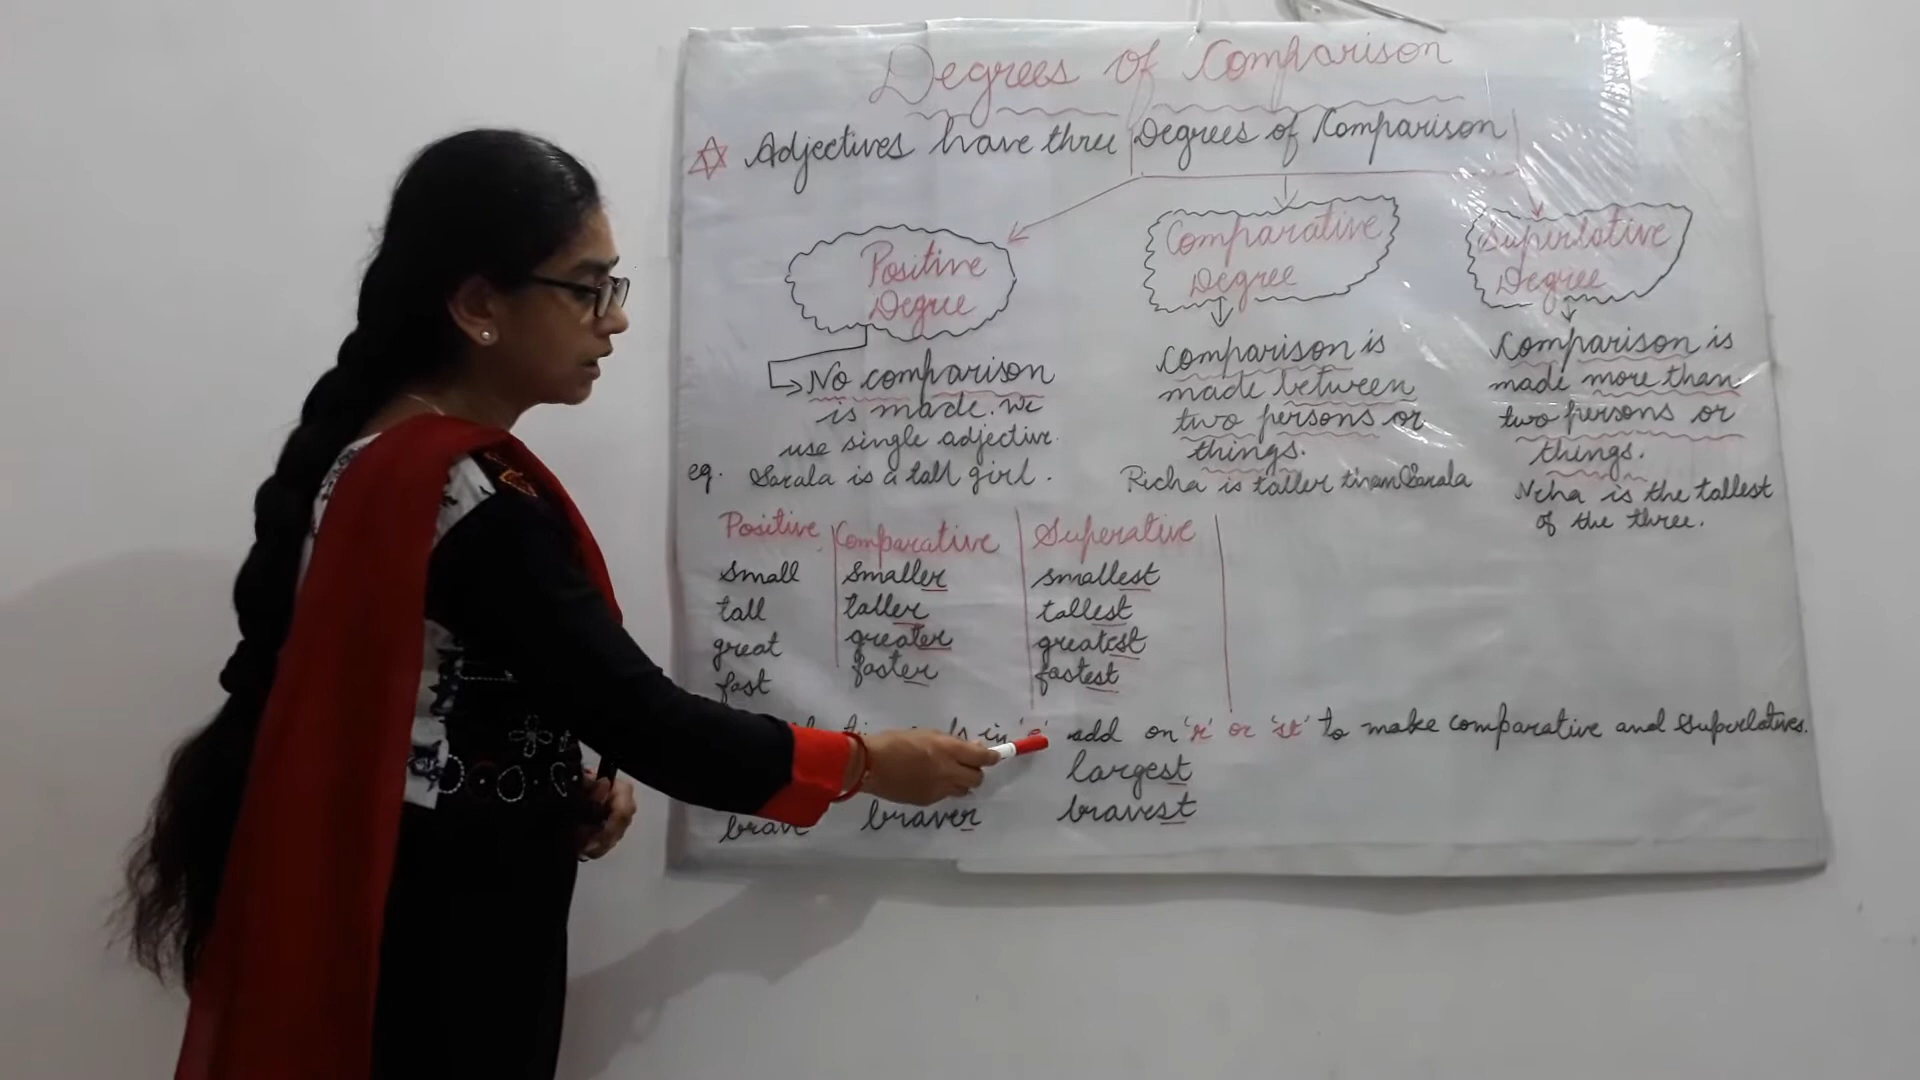 Degrees of Comparison
Adjectives have three Degrees of Comparison
Positive
Degree
No comparison
is made. We
use single adjective.
eg. Sarala is a tall girl.
Comparative
Degree
Comparison is
made between
two persons or
things.
Richa is taller than Sarala
Superlative
Degree
Comparison is
made more than
two persons or
things.
Neha is the tallest
of the three.
Positive Comparative Superative
small smaller smallest
tall taller tallest
great greater greatest
fast faster fastest
in 'e' add on 'r' or 'st' to make comparative and superlatives.
largest
brave braver bravest